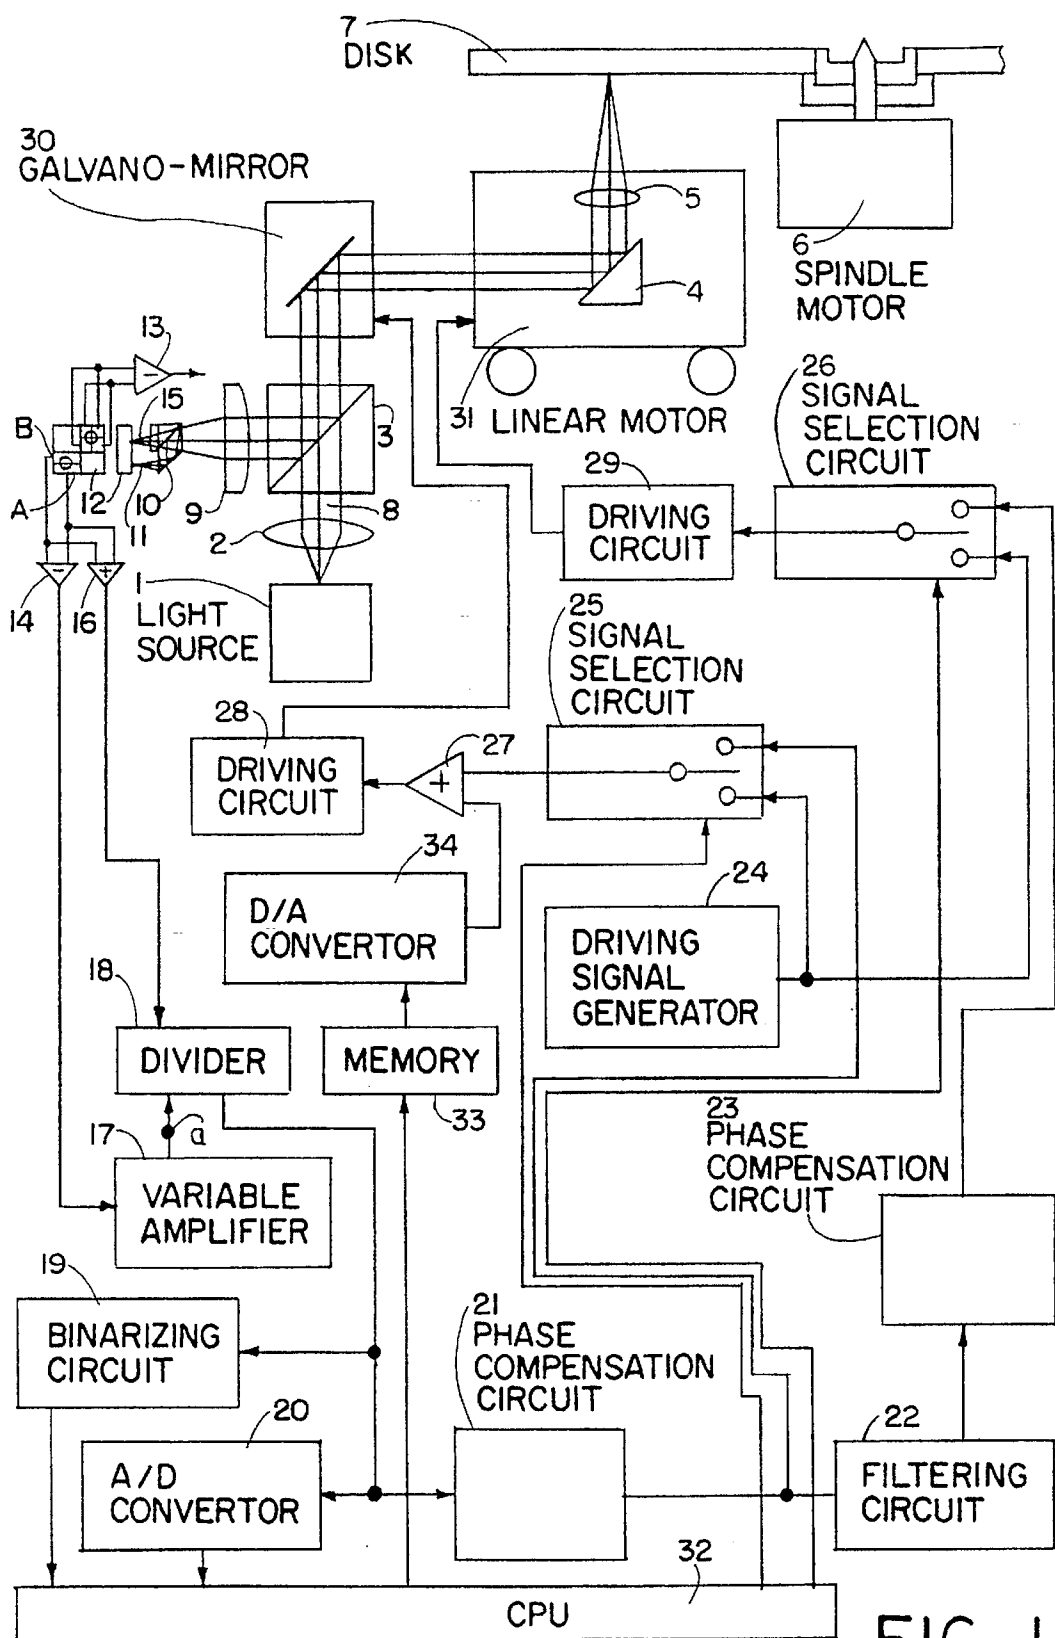 7
DISK
30
GALVANO-MIRROR
5
4
6
SPINDLE
MOTOR
13
15
B
A
12
11
10
9
3
8
2
31 LINEAR MOTOR
26
SIGNAL
SELECTION
CIRCUIT
29
DRIVING
CIRCUIT
−
−
+
14
16
1
LIGHT
SOURCE
25
SIGNAL
SELECTION
CIRCUIT
28
DRIVING
CIRCUIT
27
+
34
D/A
CONVERTOR
24
DRIVING
SIGNAL
GENERATOR
18
DIVIDER
MEMORY
33
a
17
VARIABLE
AMPLIFIER
23
PHASE
COMPENSATION
CIRCUIT
19
BINARIZING
CIRCUIT
21
PHASE
COMPENSATION
CIRCUIT
20
A/D
CONVERTOR
22
FILTERING
CIRCUIT
32
CPU
FIG. 1